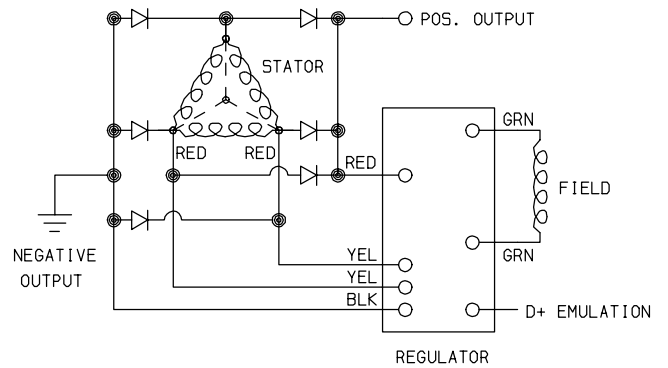 POS. OUTPUT
STATOR
GRN
RED RED
RED
FIELD
NEGATIVE
OUTPUT
YEL
GRN
YEL
BLK
D+ EMULATION
REGULATOR